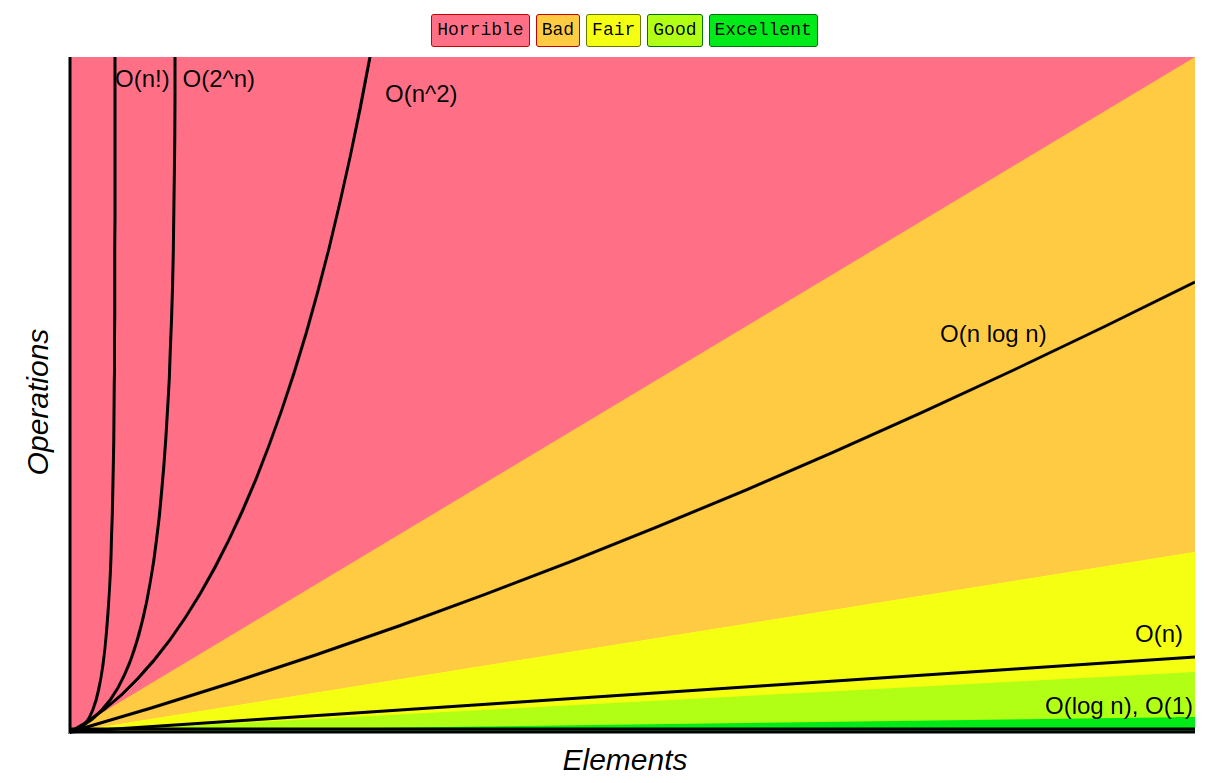 Horrible Bad Fair Good Excellent
O(n!) O(2^n)
O(n^2)
O(n log n)
Operations
O(n)
O(log n), O(1)
Elements